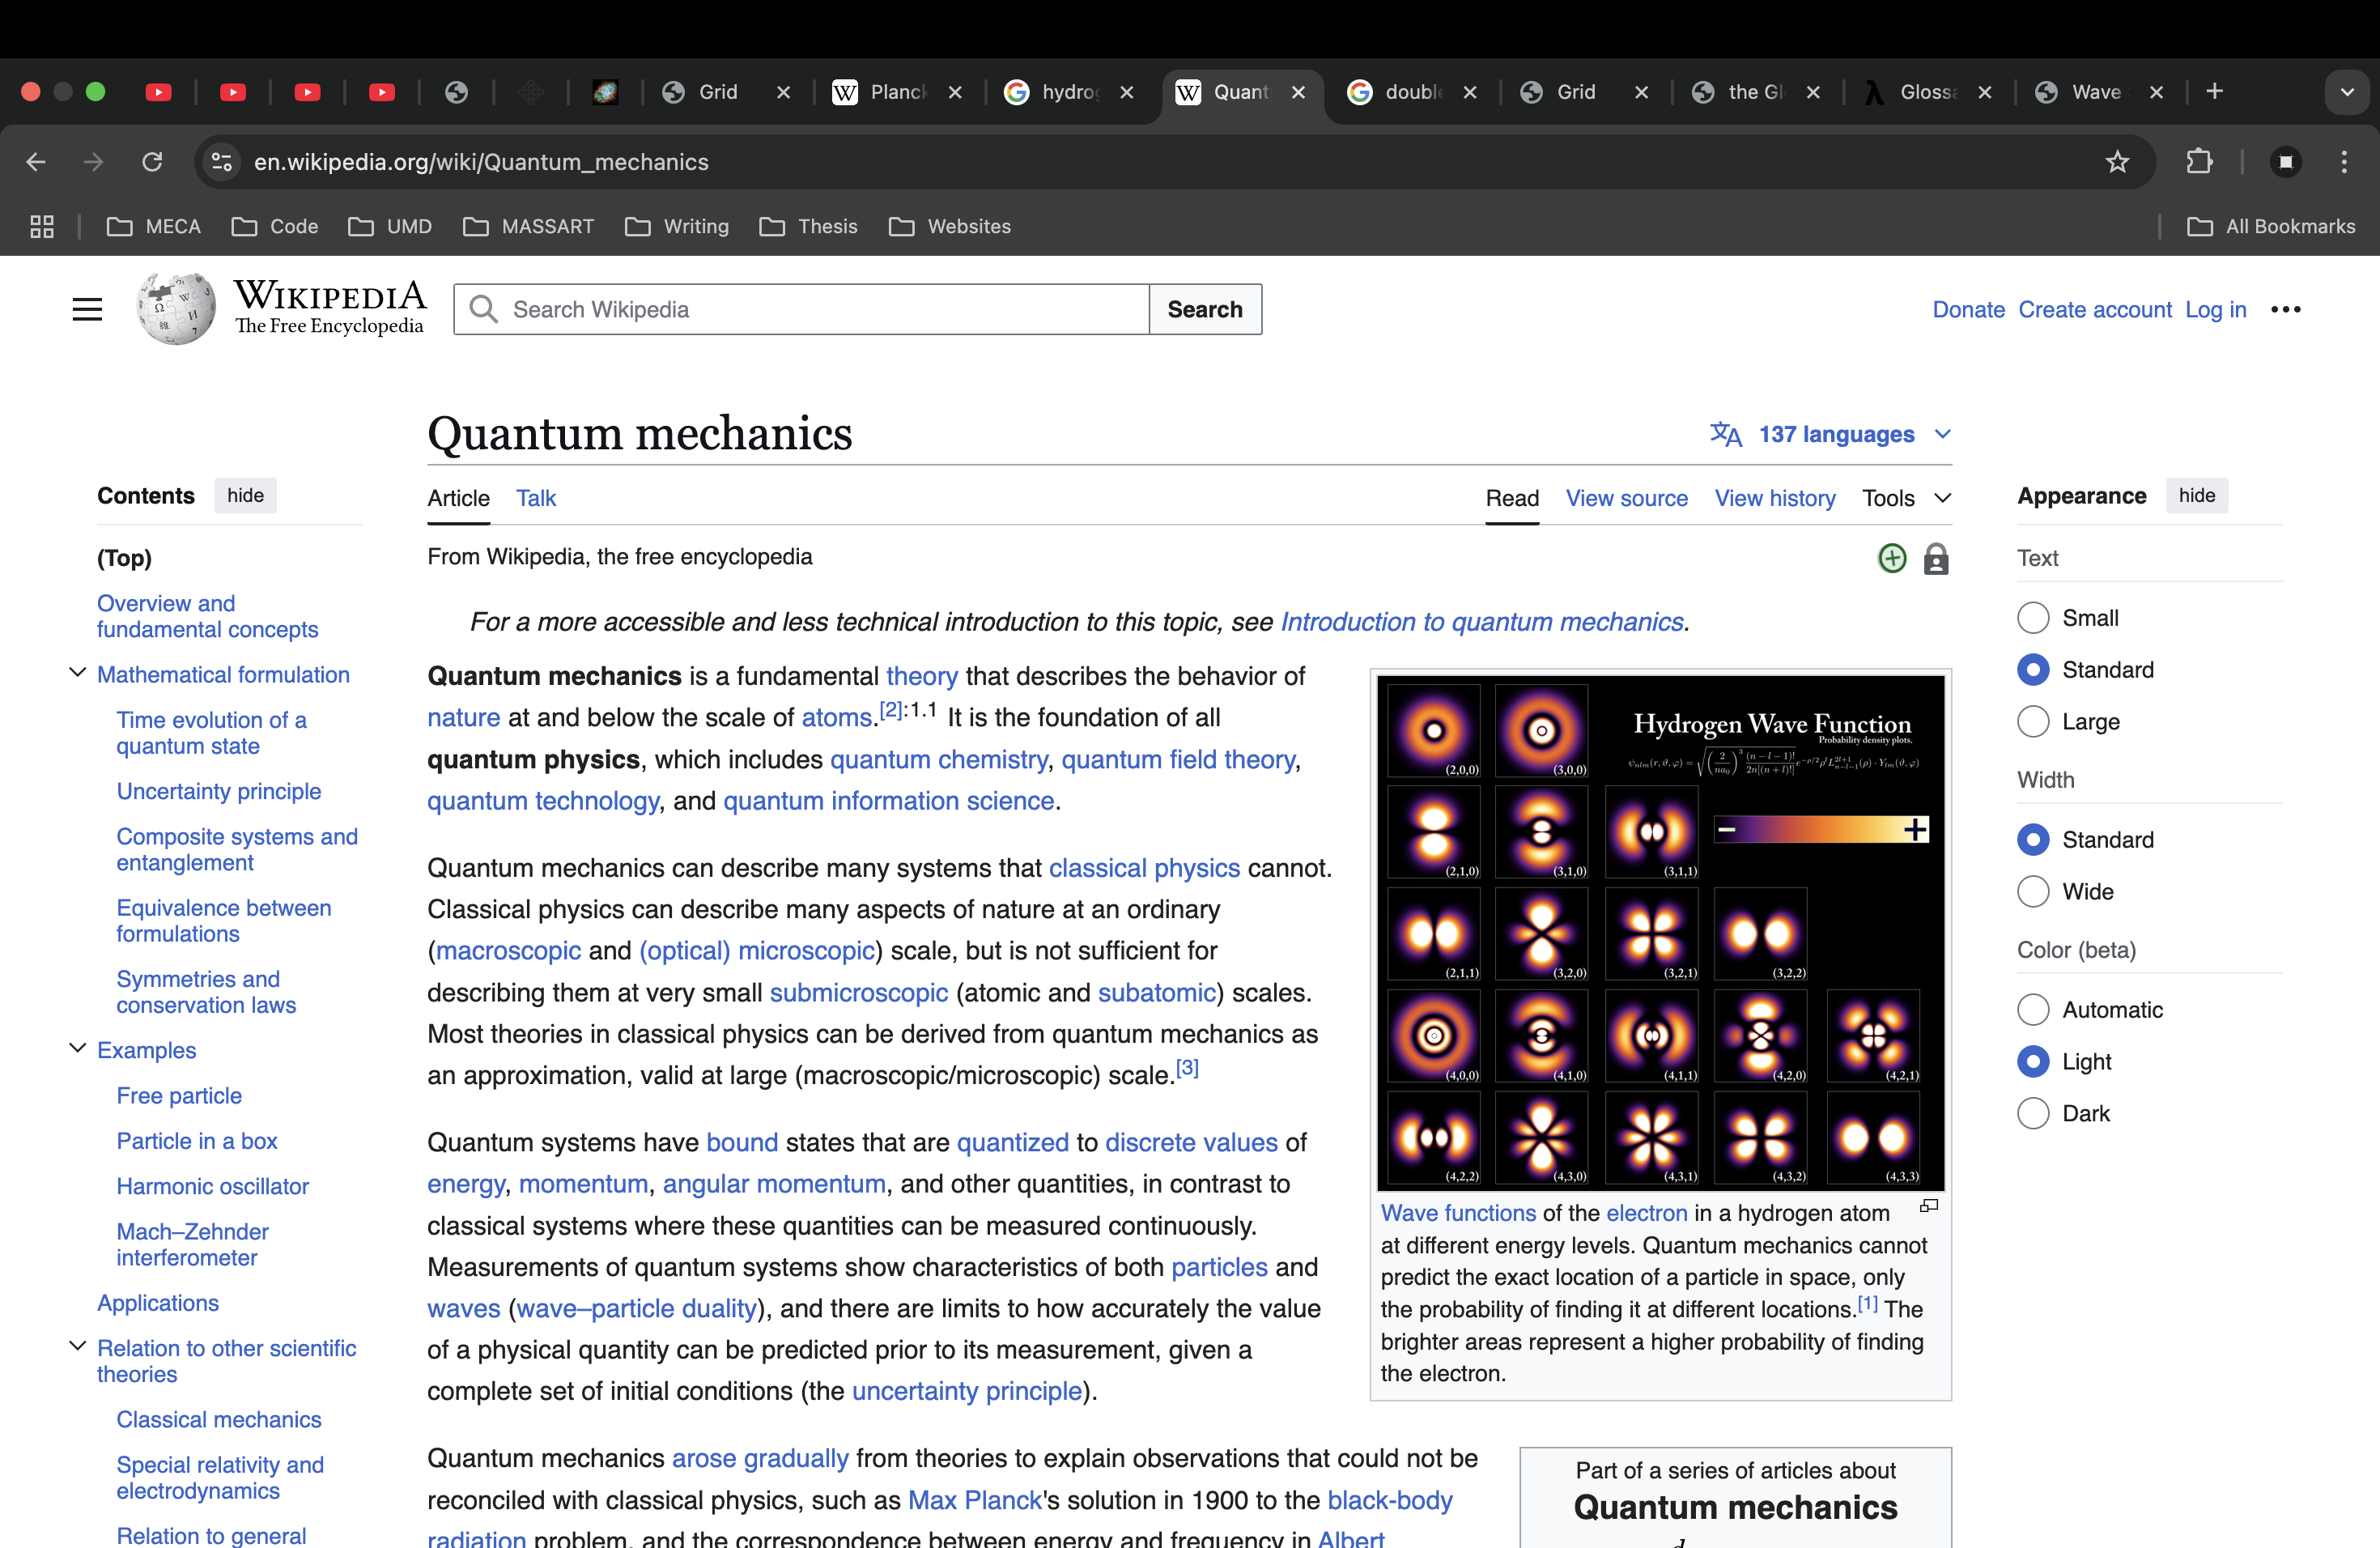 Grid
Planck
hydrog
Quant
double
Grid
the Gl
Glossa
Wave
en.wikipedia.org/wiki/Quantum_mechanics
MECA
Code
UMD
MASSART
Writing
Thesis
Websites
All Bookmarks
WIKIPEDIA
The Free Encyclopedia
Search Wikipedia
Search
Donate Create account Log in
Quantum mechanics
137 languages
Contents hide
(Top)
Overview and
fundamental concepts
Mathematical formulation
Time evolution of a
quantum state
Uncertainty principle
Composite systems and
entanglement
Equivalence between
formulations
Symmetries and
conservation laws
Examples
Free particle
Particle in a box
Harmonic oscillator
Mach–Zehnder
interferometer
Applications
Relation to other scientific
theories
Classical mechanics
Special relativity and
electrodynamics
Relation to general
Article Talk
Read View source View history Tools
From Wikipedia, the free encyclopedia
For a more accessible and less technical introduction to this topic, see Introduction to quantum mechanics.
Quantum mechanics is a fundamental theory that describes the behavior of
nature at and below the scale of atoms.[2]:1.1 It is the foundation of all
quantum physics, which includes quantum chemistry, quantum field theory,
quantum technology, and quantum information science.
Quantum mechanics can describe many systems that classical physics cannot.
Classical physics can describe many aspects of nature at an ordinary
(macroscopic and (optical) microscopic) scale, but is not sufficient for
describing them at very small submicroscopic (atomic and subatomic) scales.
Most theories in classical physics can be derived from quantum mechanics as
an approximation, valid at large (macroscopic/microscopic) scale.[3]
Quantum systems have bound states that are quantized to discrete values of
energy, momentum, angular momentum, and other quantities, in contrast to
classical systems where these quantities can be measured continuously.
Measurements of quantum systems show characteristics of both particles and
waves (wave–particle duality), and there are limits to how accurately the value
of a physical quantity can be predicted prior to its measurement, given a
complete set of initial conditions (the uncertainty principle).
Quantum mechanics arose gradually from theories to explain observations that could not be
reconciled with classical physics, such as Max Planck's solution in 1900 to the black-body
radiation problem, and the correspondence between energy and frequency in Albert
Hydrogen Wave Function
Probability density plots.
(2,0,0) (3,0,0)
− +
(2,1,0) (3,1,0) (3,1,1)
(2,1,1) (3,2,0) (3,2,1) (3,2,2)
(4,0,0) (4,1,0) (4,1,1) (4,2,0) (4,2,1)
(4,2,2) (4,3,0) (4,3,1) (4,3,2) (4,3,3)
Wave functions of the electron in a hydrogen atom
at different energy levels. Quantum mechanics cannot
predict the exact location of a particle in space, only
the probability of finding it at different locations.[1] The
brighter areas represent a higher probability of finding
the electron.
Part of a series of articles about
Quantum mechanics
Appearance hide
Text
Small
Standard
Large
Width
Standard
Wide
Color (beta)
Automatic
Light
Dark